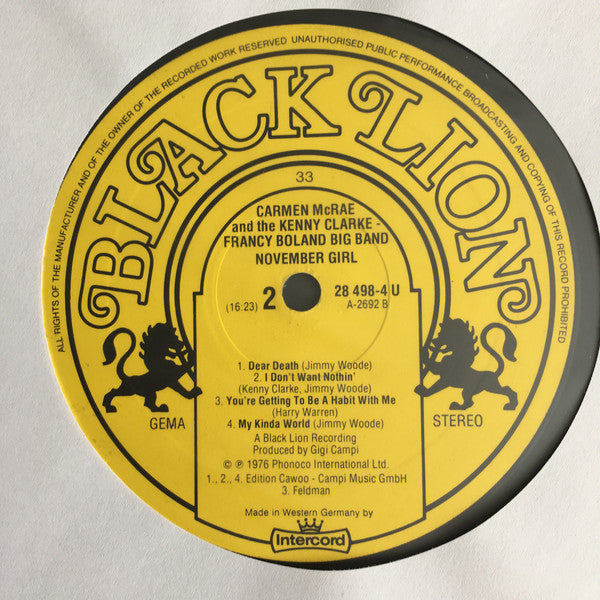 ALL RIGHTS OF THE MANUFACTURER AND OF THE OWNER OF THE RECORDED WORK RESERVED UNAUTHORISED PUBLIC PERFORMANCE BROADCASTING AND COPYING OF THIS RECORD PROHIBITED
BLACK LION
33
CARMEN McRAE
and the KENNY CLARKE -
FRANCY BOLAND BIG BAND
NOVEMBER GIRL
(16:23) 2 28 498-4 U
A-2692 B
1. Dear Death (Jimmy Woode)
2. I Don't Want Nothin'
(Kenny Clarke, Jimmy Woode)
3. You're Getting To Be A Habit With Me
(Harry Warren)
4. My Kinda World (Jimmy Woode)
GEMA STEREO
A Black Lion Recording
Produced by Gigi Campi
© ℗ 1976 Phonoco International Ltd.
1., 2., 4. Edition Cawoo - Campi Music GmbH
3. Feldman
Made in Western Germany by
Intercord